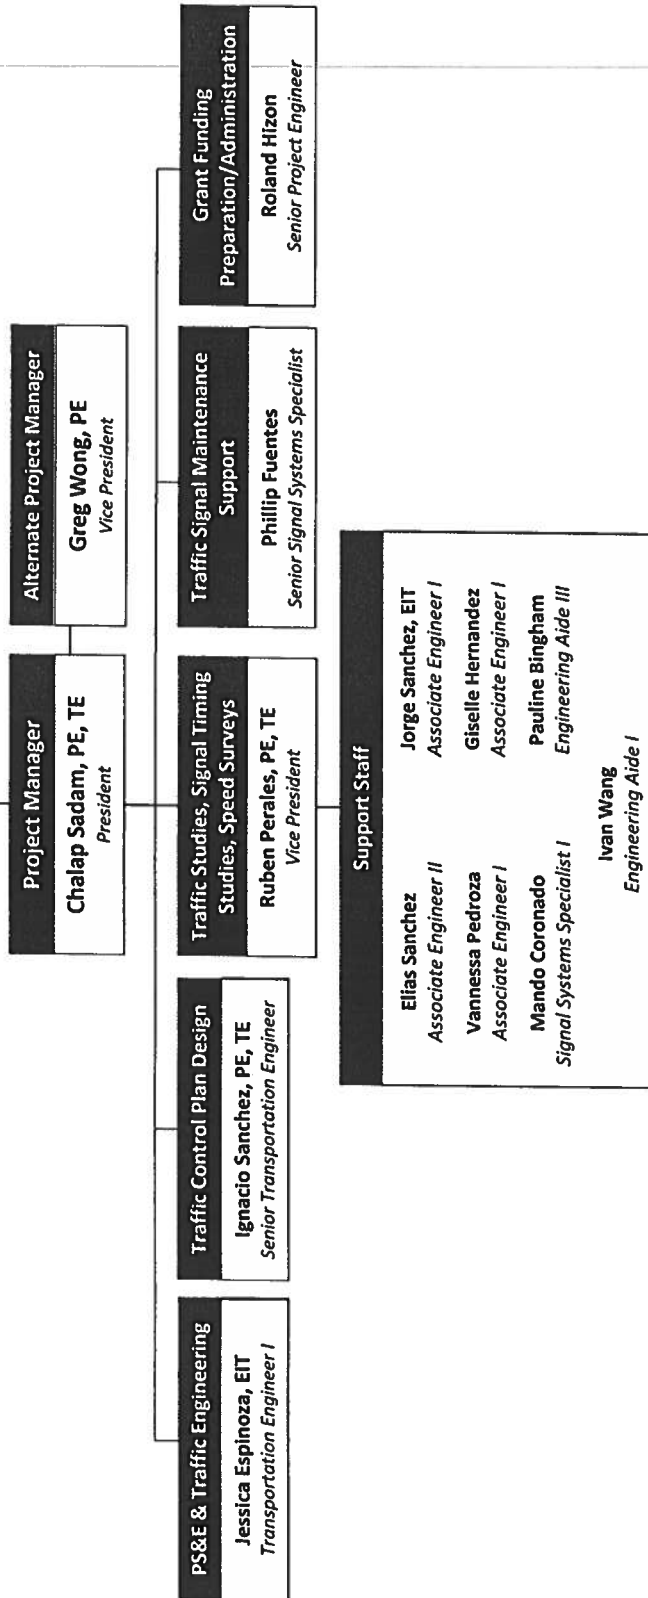 Project Manager
Chalap Sadam, PE, TE
President
Alternate Project Manager
Greg Wong, PE
Vice President
PS&E & Traffic Engineering
Jessica Espinoza, EIT
Transportation Engineer I
Traffic Control Plan Design
Ignacio Sanchez, PE, TE
Senior Transportation Engineer
Traffic Studies, Signal Timing
Studies, Speed Surveys
Ruben Perales, PE, TE
Vice President
Traffic Signal Maintenance
Support
Phillip Fuentes
Senior Signal Systems Specialist
Grant Funding
Preparation/Administration
Roland Hizon
Senior Project Engineer
Support Staff
Elias Sanchez
Associate Engineer II
Jorge Sanchez, EIT
Associate Engineer I
Vannessa Pedroza
Associate Engineer I
Giselle Hernandez
Associate Engineer I
Mando Coronado
Signal Systems Specialist I
Pauline Bingham
Engineering Aide III
Ivan Wang
Engineering Aide I